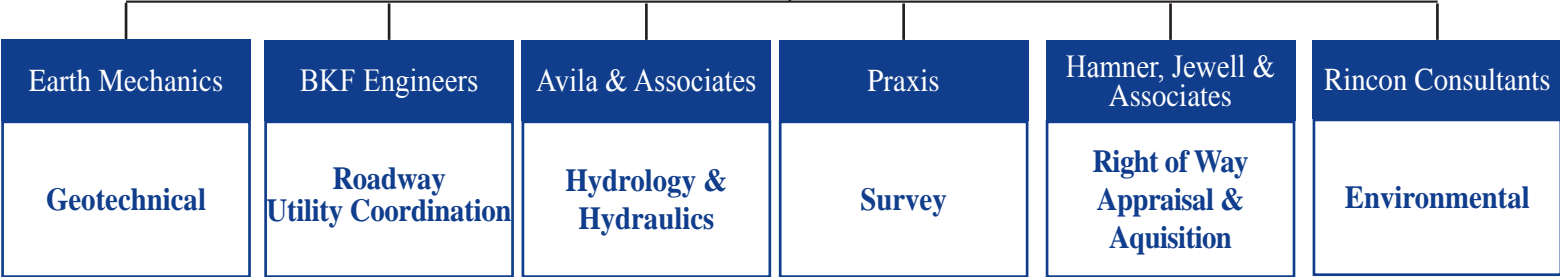 Earth Mechanics
Geotechnical
BKF Engineers
Roadway
Utility Coordination
Avila & Associates
Hydrology &
Hydraulics
Praxis
Survey
Hamner, Jewell &
Associates
Right of Way
Appraisal &
Aquisition
Rincon Consultants
Environmental